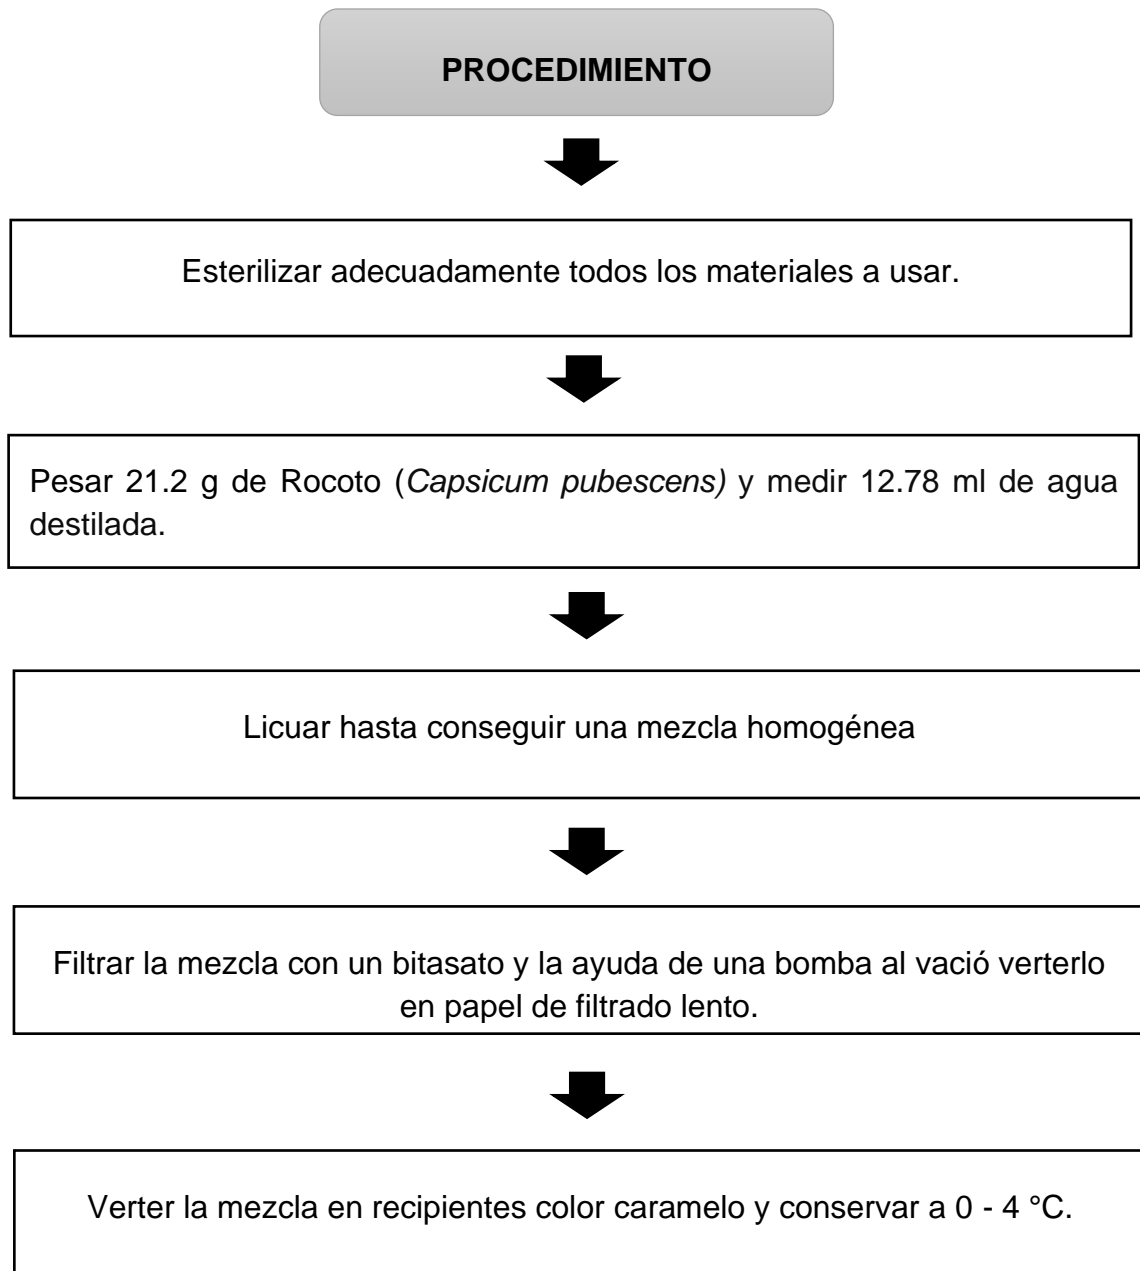 PROCEDIMIENTO
Esterilizar adecuadamente todos los materiales a usar.
Pesar 21.2 g de Rocoto (Capsicum pubescens) y medir 12.78 ml de agua
destilada.
Licuar hasta conseguir una mezcla homogénea
Filtrar la mezcla con un bitasato y la ayuda de una bomba al vació verterlo
en papel de filtrado lento.
Verter la mezcla en recipientes color caramelo y conservar a 0 - 4 °C.